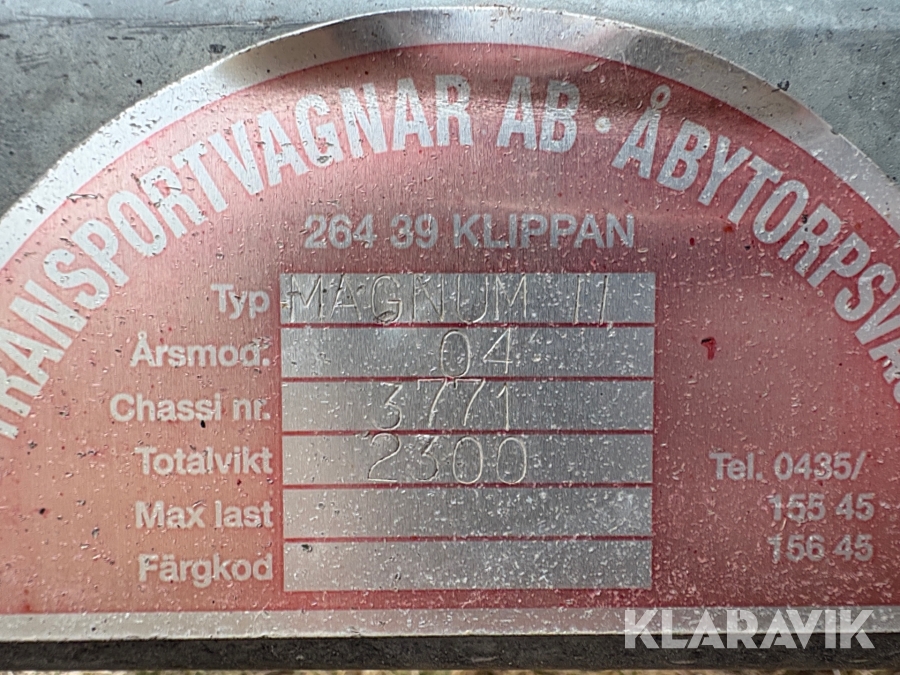 TRANSPORTVAGNAR AB · ÅBYTORPSVÄG
264 39 KLIPPAN
Typ MAGNUM II
Årsmod. 04
Chassi nr. 3771
Totalvikt 2300
Max last
Färgkod
Tel. 0435/
155 45
156 45
KLARAVIK